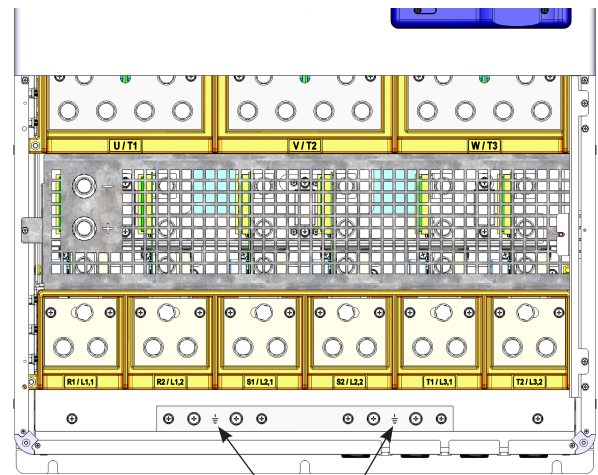 U / T1
V / T2
W / T3
−
+
R1 / L1,1
R2 / L1,2
S1 / L2,1
S2 / L2,2
T1 / L3,1
T2 / L3,2